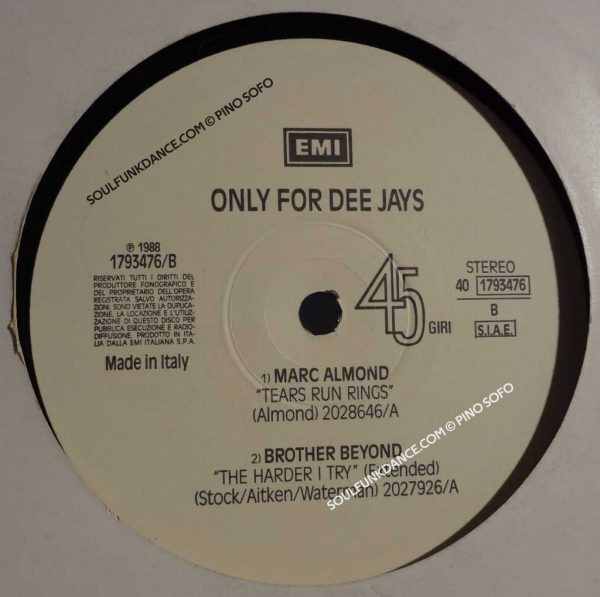 SOULFUNKDANCE.COM © PINO SOFO
EMI
ONLY FOR DEE JAYS
℗ 1988
1793476/B
RISERVATI TUTTI I DIRITTI DEL
PRODUTTORE FONOGRAFICO E
DEL PROPRIETARIO DELL'OPERA
REGISTRATA SALVO AUTORIZZA-
ZIONI, SONO VIETATE LA DUPLICA-
ZIONE, LA LOCAZIONE E L'UTILIZ-
ZAZIONE DI QUESTO DISCO PER
PUBBLICA ESECUZIONE E RADIO-
DIFFUSIONE. PRODOTTO IN ITA-
LIA DALLA EMI ITALIANA S.P.A.
Made in Italy
45 GIRI
STEREO
40 1793476
B
S.I.A.E.
1) MARC ALMOND
"TEARS RUN RINGS"
(Almond) 2028646/A
2) BROTHER BEYOND
"THE HARDER I TRY" (Extended)
(Stock/Aitken/Waterman) 2027926/A
SOULFUNKDANCE.COM © PINO SOFO